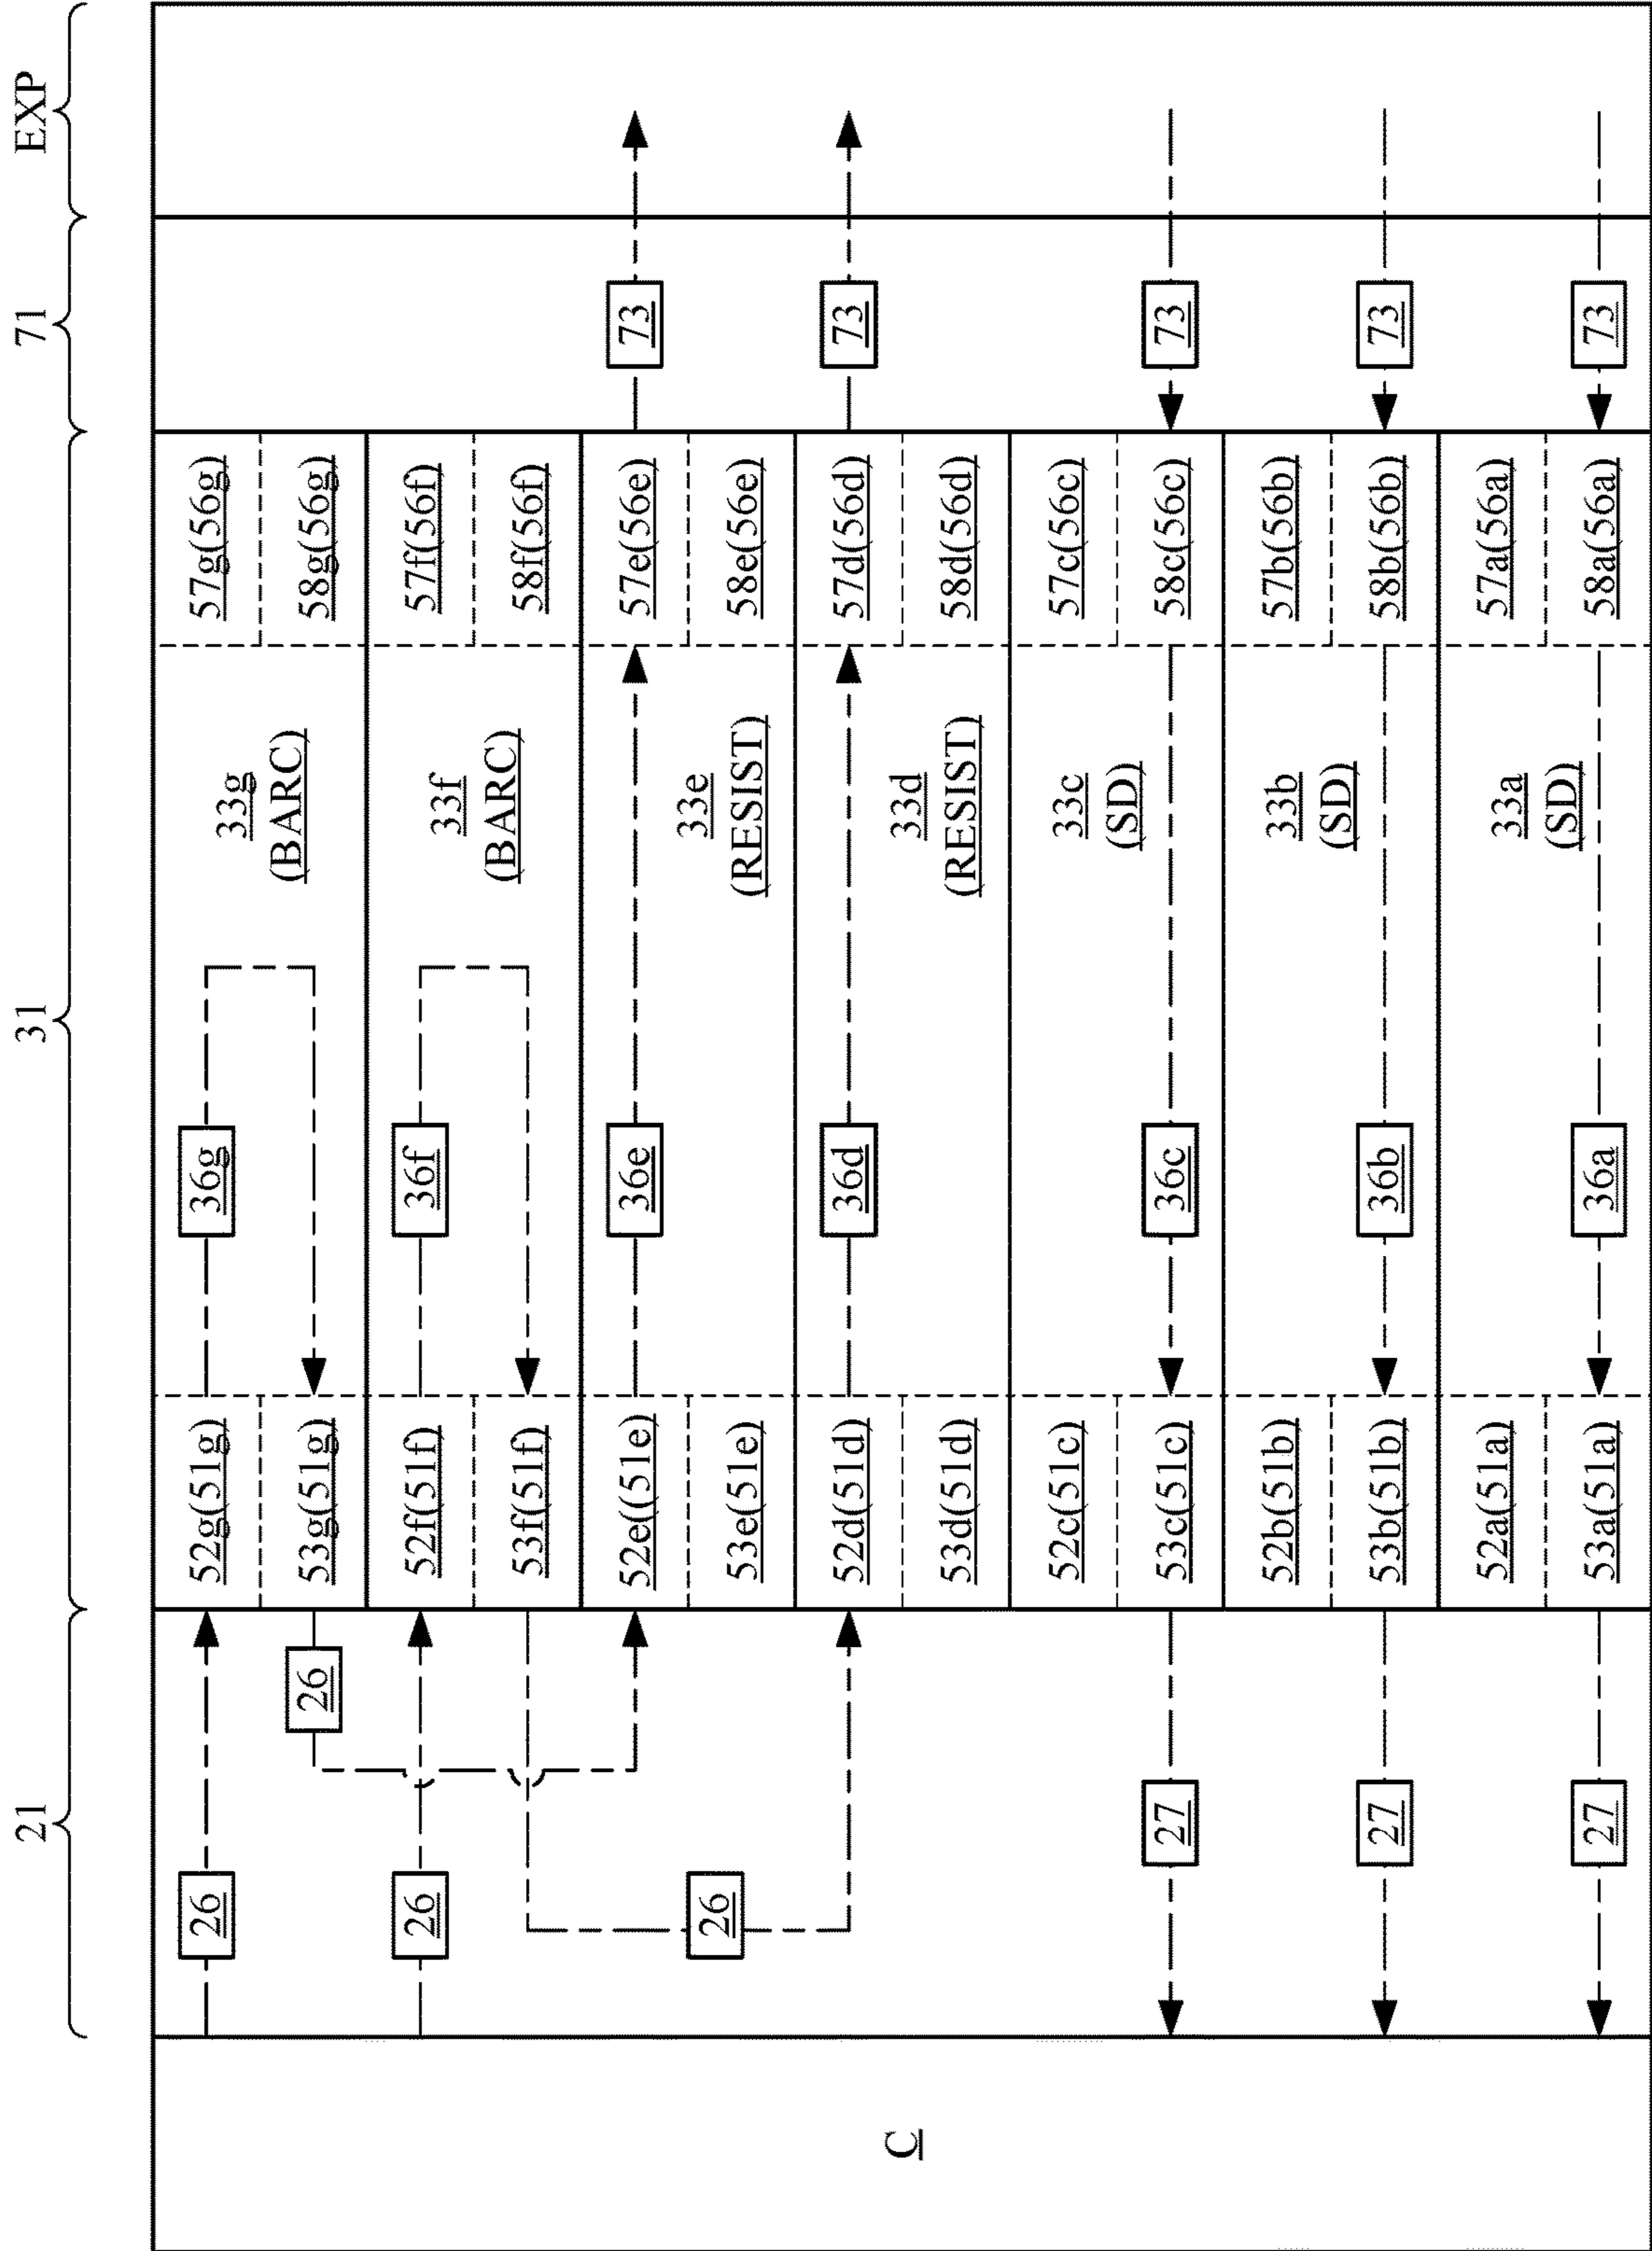 21
31
71
EXP
C
26
52g(51g)
36g
33g
(BARC)
57g(56g)
26
53g(51g)
58g(56g)
26
52f(51f)
36f
33f
(BARC)
57f(56f)
53f(51f)
58f(56f)
52e((51e)
36e
57e(56e)
73
26
53e(51e)
33e
(RESIST)
58e(56e)
52d(51d)
36d
57d(56d)
73
53d(51d)
33d
(RESIST)
58d(56d)
52c(51c)
33c
(SD)
57c(56c)
27
53c(51c)
36c
58c(56c)
73
52b(51b)
33b
(SD)
57b(56b)
27
53b(51b)
36b
58b(56b)
73
52a(51a)
33a
(SD)
57a(56a)
27
53a(51a)
36a
58a(56a)
73